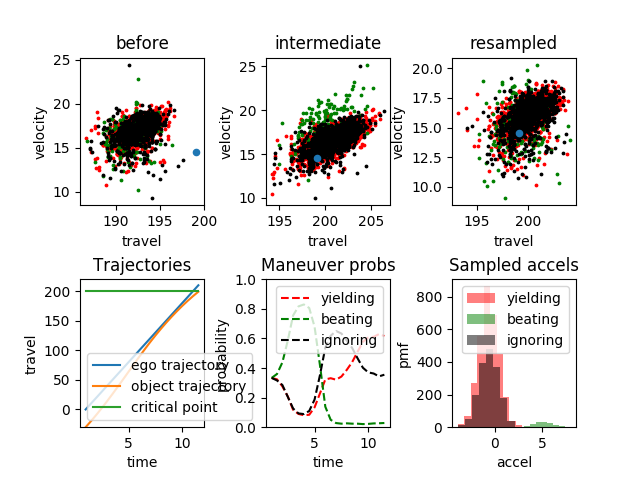 before
intermediate
resampled
velocity
25
20
15
10
190
195
200
travel
velocity
25
20
15
10
195
200
205
travel
velocity
20.0
17.5
15.0
12.5
10.0
195
200
travel
Trajectories
Maneuver probs
Sampled accels
travel
200
150
100
50
0
ego trajectory
object trajectory
critical point
5
10
time
probability
1.0
0.8
0.6
0.4
0.2
0.0
yielding
beating
ignoring
5
10
time
pmf
800
600
400
200
0
yielding
beating
ignoring
0
5
accel